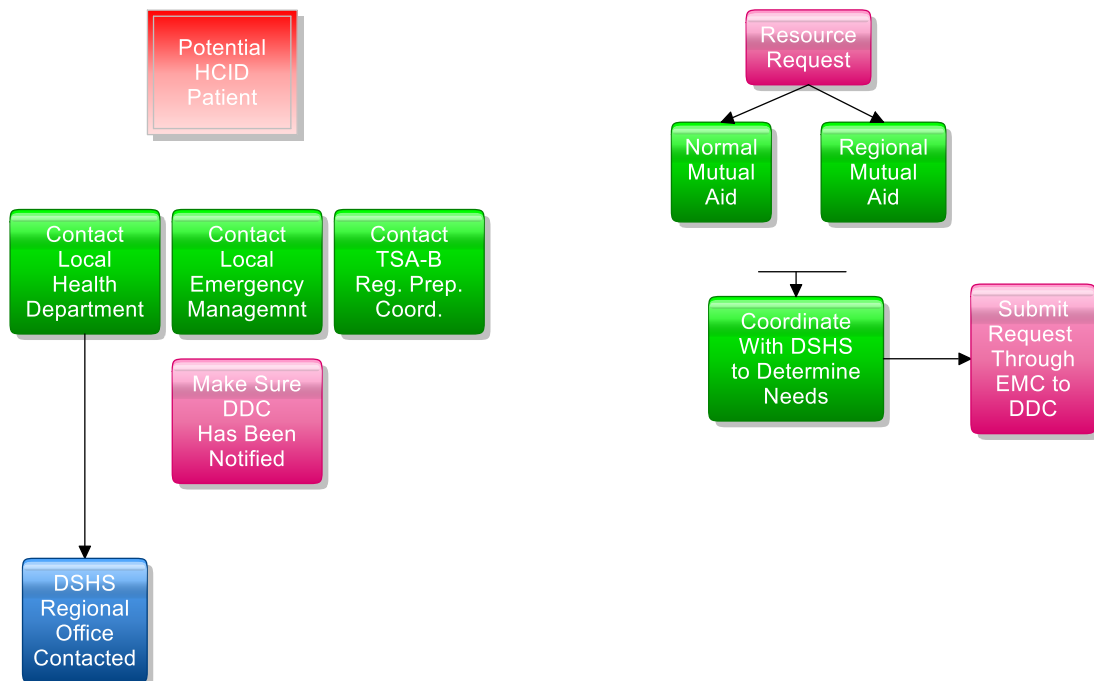 Potential
HCID
Patient
Resource
Request
Normal
Mutual
Aid
Regional
Mutual
Aid
Contact
Local
Health
Department
Contact
Local
Emergency
Managemnt
Contact
TSA-B
Reg. Prep.
Coord.
Make Sure
DDC
Has Been
Notified
Coordinate
With DSHS
to Determine
Needs
Submit
Request
Through
EMC to
DDC
DSHS
Regional
Office
Contacted